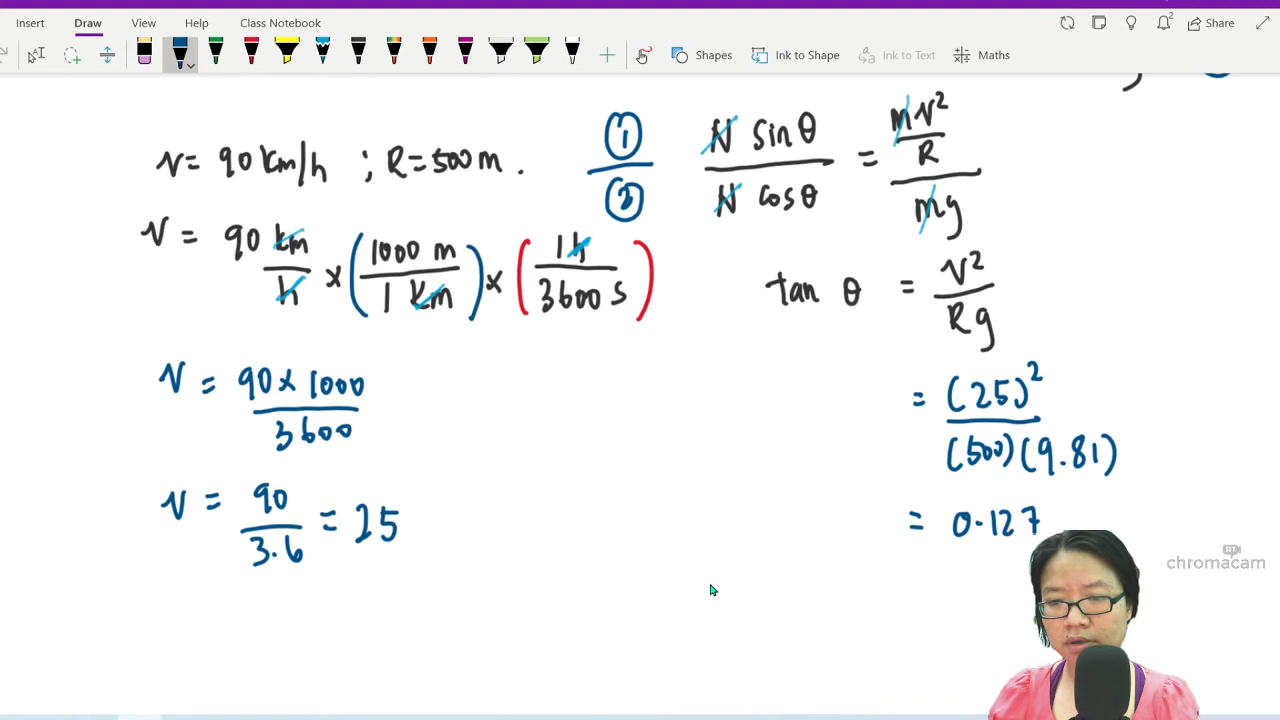 Insert Draw View Help Class Notebook
2 Share
Shapes Ink to Shape Ink to Text Maths
v = 90 km/h ; R = 500 m .
① / ②
N sin θ / N cos θ = (m v² / R) / mg
v = 90 km / h × ( 1000 m / 1 km ) × ( 1 h / 3600 s )
tan θ = v² / Rg
v = 90 × 1000 / 3600
= (25)² / (500)(9.81)
v = 90 / 3.6 = 25
= 0.127
chromacam